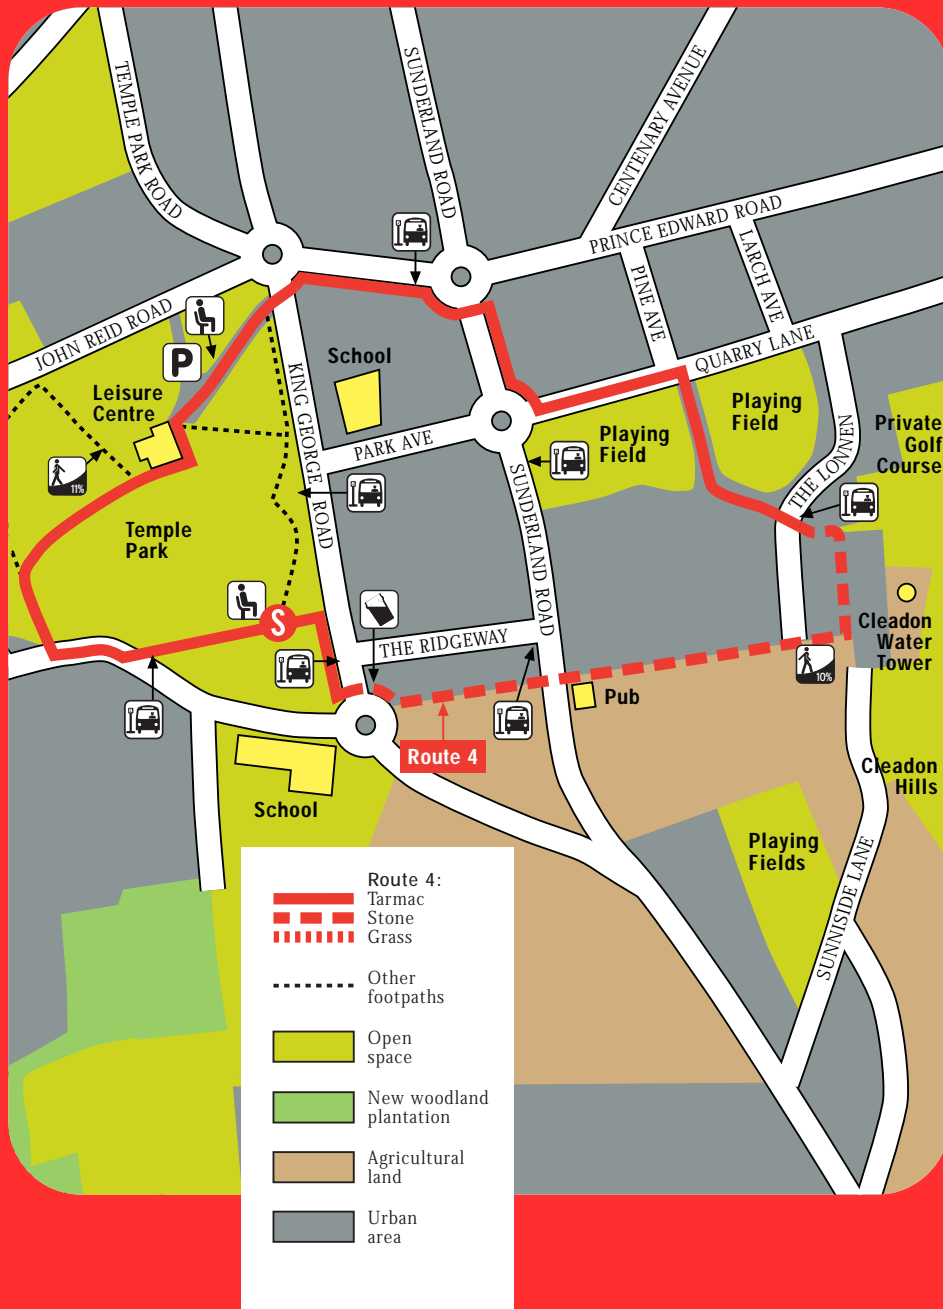 TEMPLE PARK ROAD
SUNDERLAND ROAD
CENTENARY AVENUE
PRINCE EDWARD ROAD
LARCH AVE
PINE AVE
QUARRY LANE
JOHN REID ROAD
P
School
Leisure
Centre
KING GEORGE ROAD
PARK AVE
Playing
Field
Playing
Field
THE LONNEN
Private
Golf
Course
11%
SUNDERLAND ROAD
Temple
Park
S
THE RIDGEWAY
Cleadon
Water
Tower
10%
Pub
Route 4
Cleadon
Hills
School
Playing
Fields
SUNNISIDE LANE
Route 4:
Tarmac
Stone
Grass
Other
footpaths
Open
space
New woodland
plantation
Agricultural
land
Urban
area